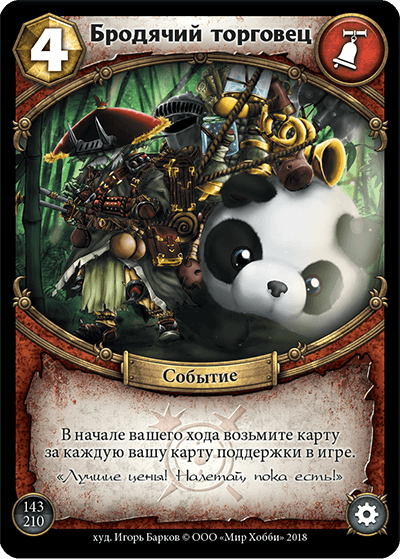 4
Бродячий торговец
Событие
В начале вашего хода возьмите карту
за каждую вашу карту поддержки в игре.
«Лучшие цены! Налетай, пока есть!»
143
210
худ. Игорь Барков © ООО «Мир Хобби» 2018